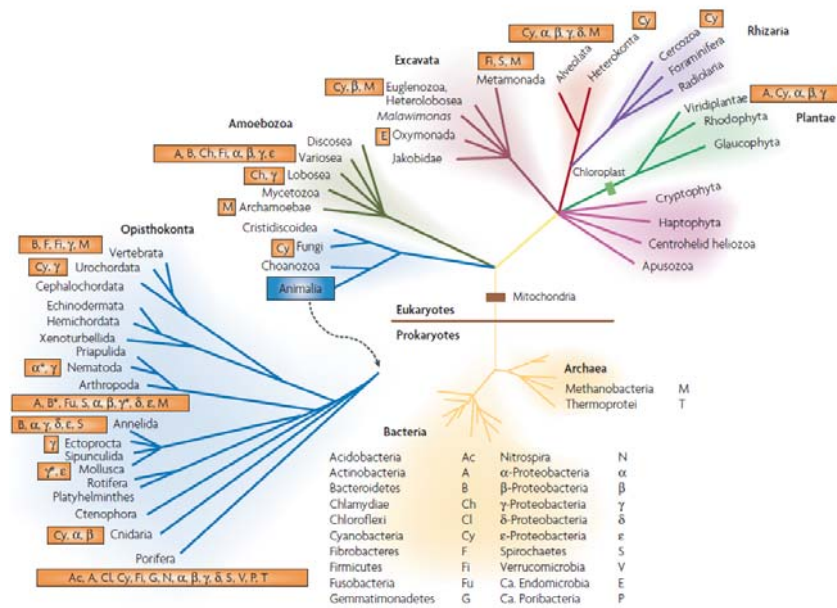 Cy
Cy
Rhizaria
Cy, α, β, γ, δ, M
Excavata
Fi, S, M
Metamonada
Alveolata
Heterokonta
Cercozoa
Foraminifera
Radiolaria
Cy, β, M
Euglenozoa,
Heterolobosea
Malawimonas
E
Oxymonada
Jakobidae
Viridiplantae
A, Cy, α, β, γ
Rhodophyta
Plantae
Glaucophyta
Chloroplast
Amoebozoa
Discosea
A, B, Ch, Fi, α, β, γ, ε
Variosea
Ch, γ
Lobosea
Mycetozoa
M
Archamoebae
Cryptophyta
Haptophyta
Centrohelid heliozoa
Apusozoa
Opisthokonta
Cristidiscoidea
Cy
Fungi
Choanozoa
Animalia
B, F, Fi, γ, M
Vertebrata
Cy, γ
Urochordata
Cephalochordata
Echinodermata
Hemichordata
Xenoturbellida
Priapulida
α*, γ
Nematoda
Arthropoda
A, B*, Fu, S, α, β, γ*, δ, ε, M
B, α, γ, δ, ε, S
Annelida
γ
Ectoprocta
Sipunculida
γ*, ε
Mollusca
Rotifera
Platyhelminthes
Ctenophora
Cy, α, β
Cnidaria
Porifera
Ac, A, Cl, Cy, Fi, G, N, α, β, γ, δ, S, V, P, T
Mitochondria
Eukaryotes
Prokaryotes
Archaea
Methanobacteria M
Thermoprotei T
Bacteria
Acidobacteria Ac Nitrospira N
Actinobacteria A α-Proteobacteria α
Bacteroidetes B β-Proteobacteria β
Chlamydiae Ch γ-Proteobacteria γ
Chloroflexi Cl δ-Proteobacteria δ
Cyanobacteria Cy ε-Proteobacteria ε
Fibrobacteres F Spirochaetes S
Firmicutes Fi Verrucomicrobia V
Fusobacteria Fu Ca. Endomicrobia E
Gemmatimonadetes G Ca. Poribacteria P